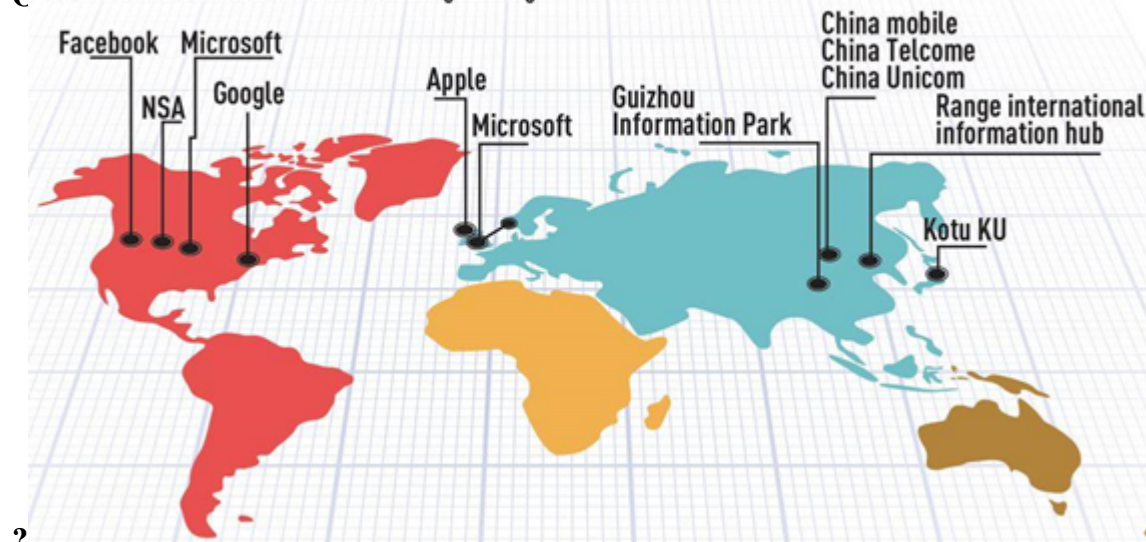 Facebook
Microsoft
NSA
Google
Apple
Microsoft
Guizhou
Information Park
China mobile
China Telcome
China Unicom
Range international
information hub
Kotu KU
?